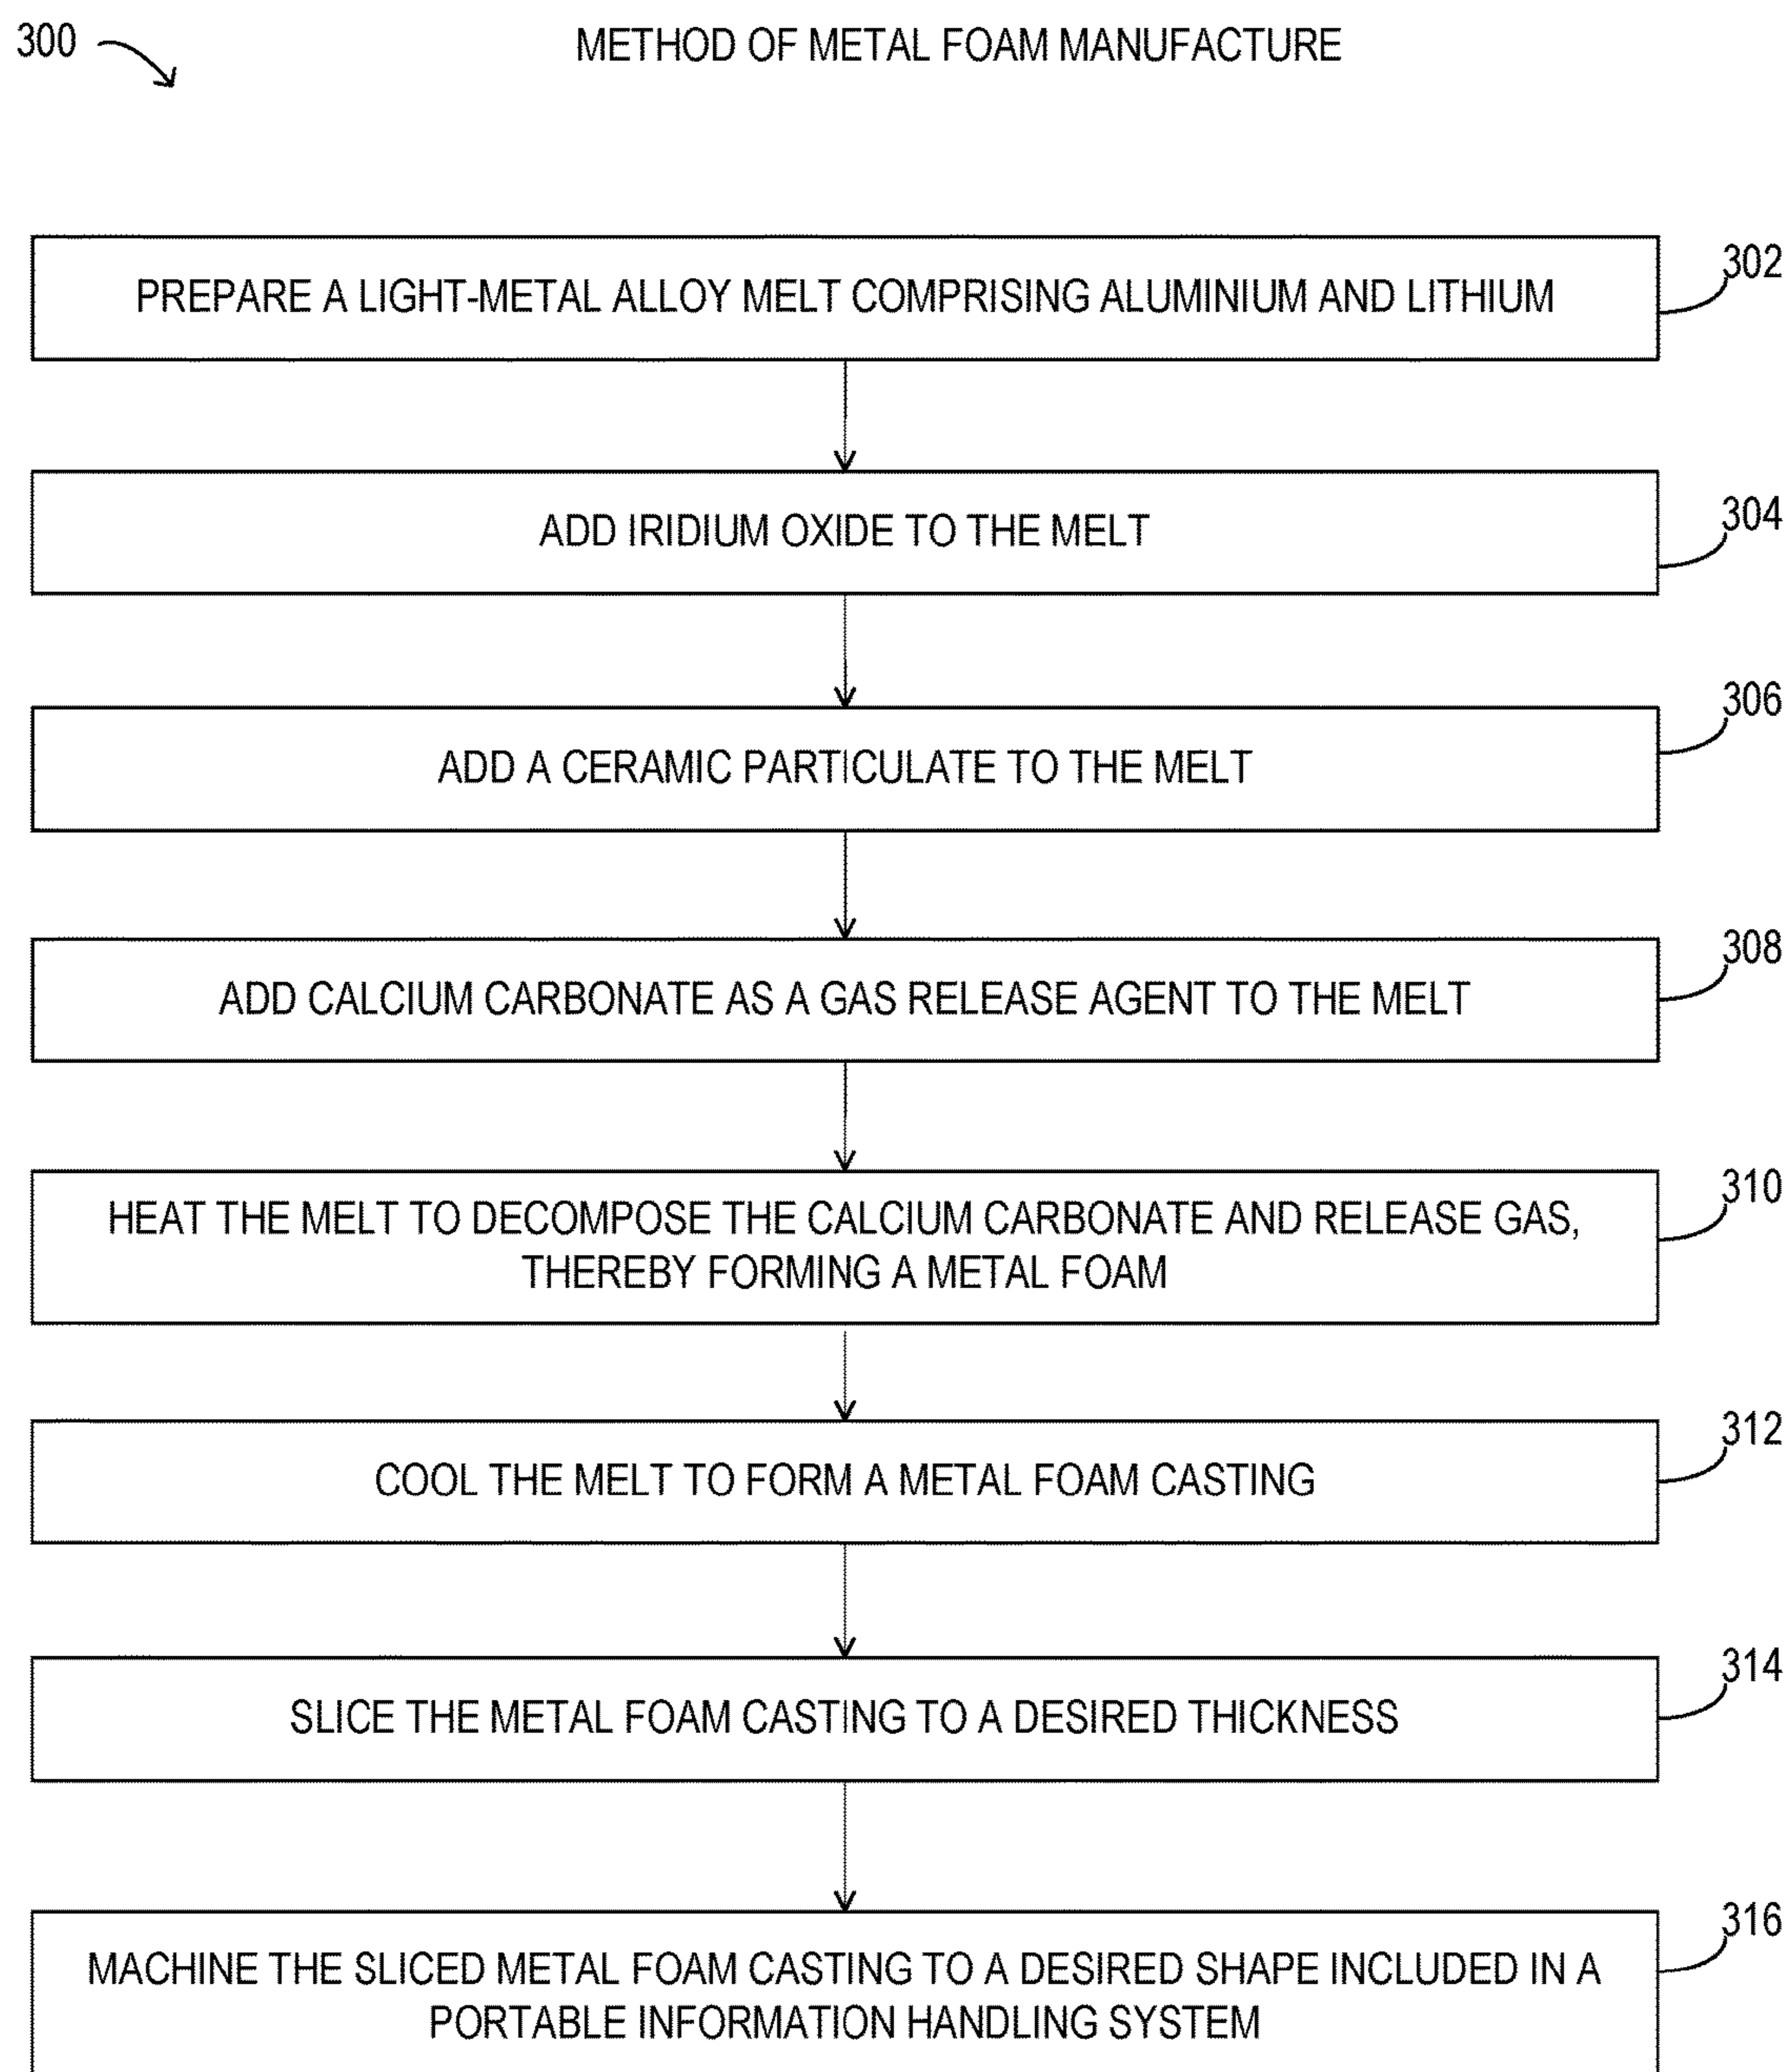 300
METHOD OF METAL FOAM MANUFACTURE
PREPARE A LIGHT-METAL ALLOY MELT COMPRISING ALUMINIUM AND LITHIUM
302
ADD IRIDIUM OXIDE TO THE MELT
304
ADD A CERAMIC PARTICULATE TO THE MELT
306
ADD CALCIUM CARBONATE AS A GAS RELEASE AGENT TO THE MELT
308
HEAT THE MELT TO DECOMPOSE THE CALCIUM CARBONATE AND RELEASE GAS,
THEREBY FORMING A METAL FOAM
310
COOL THE MELT TO FORM A METAL FOAM CASTING
312
SLICE THE METAL FOAM CASTING TO A DESIRED THICKNESS
314
MACHINE THE SLICED METAL FOAM CASTING TO A DESIRED SHAPE INCLUDED IN A
PORTABLE INFORMATION HANDLING SYSTEM
316